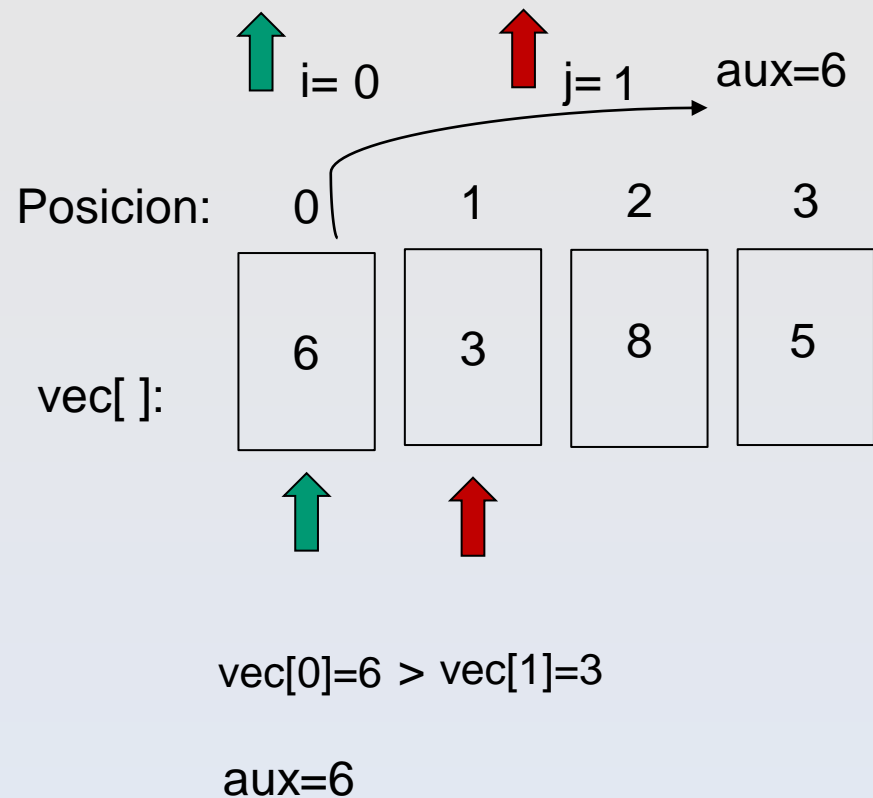 i= 0 j= 1 aux=6
Posicion: 0 1 2 3
vec[ ]: 6 3 8 5
vec[0]=6 > vec[1]=3
aux=6